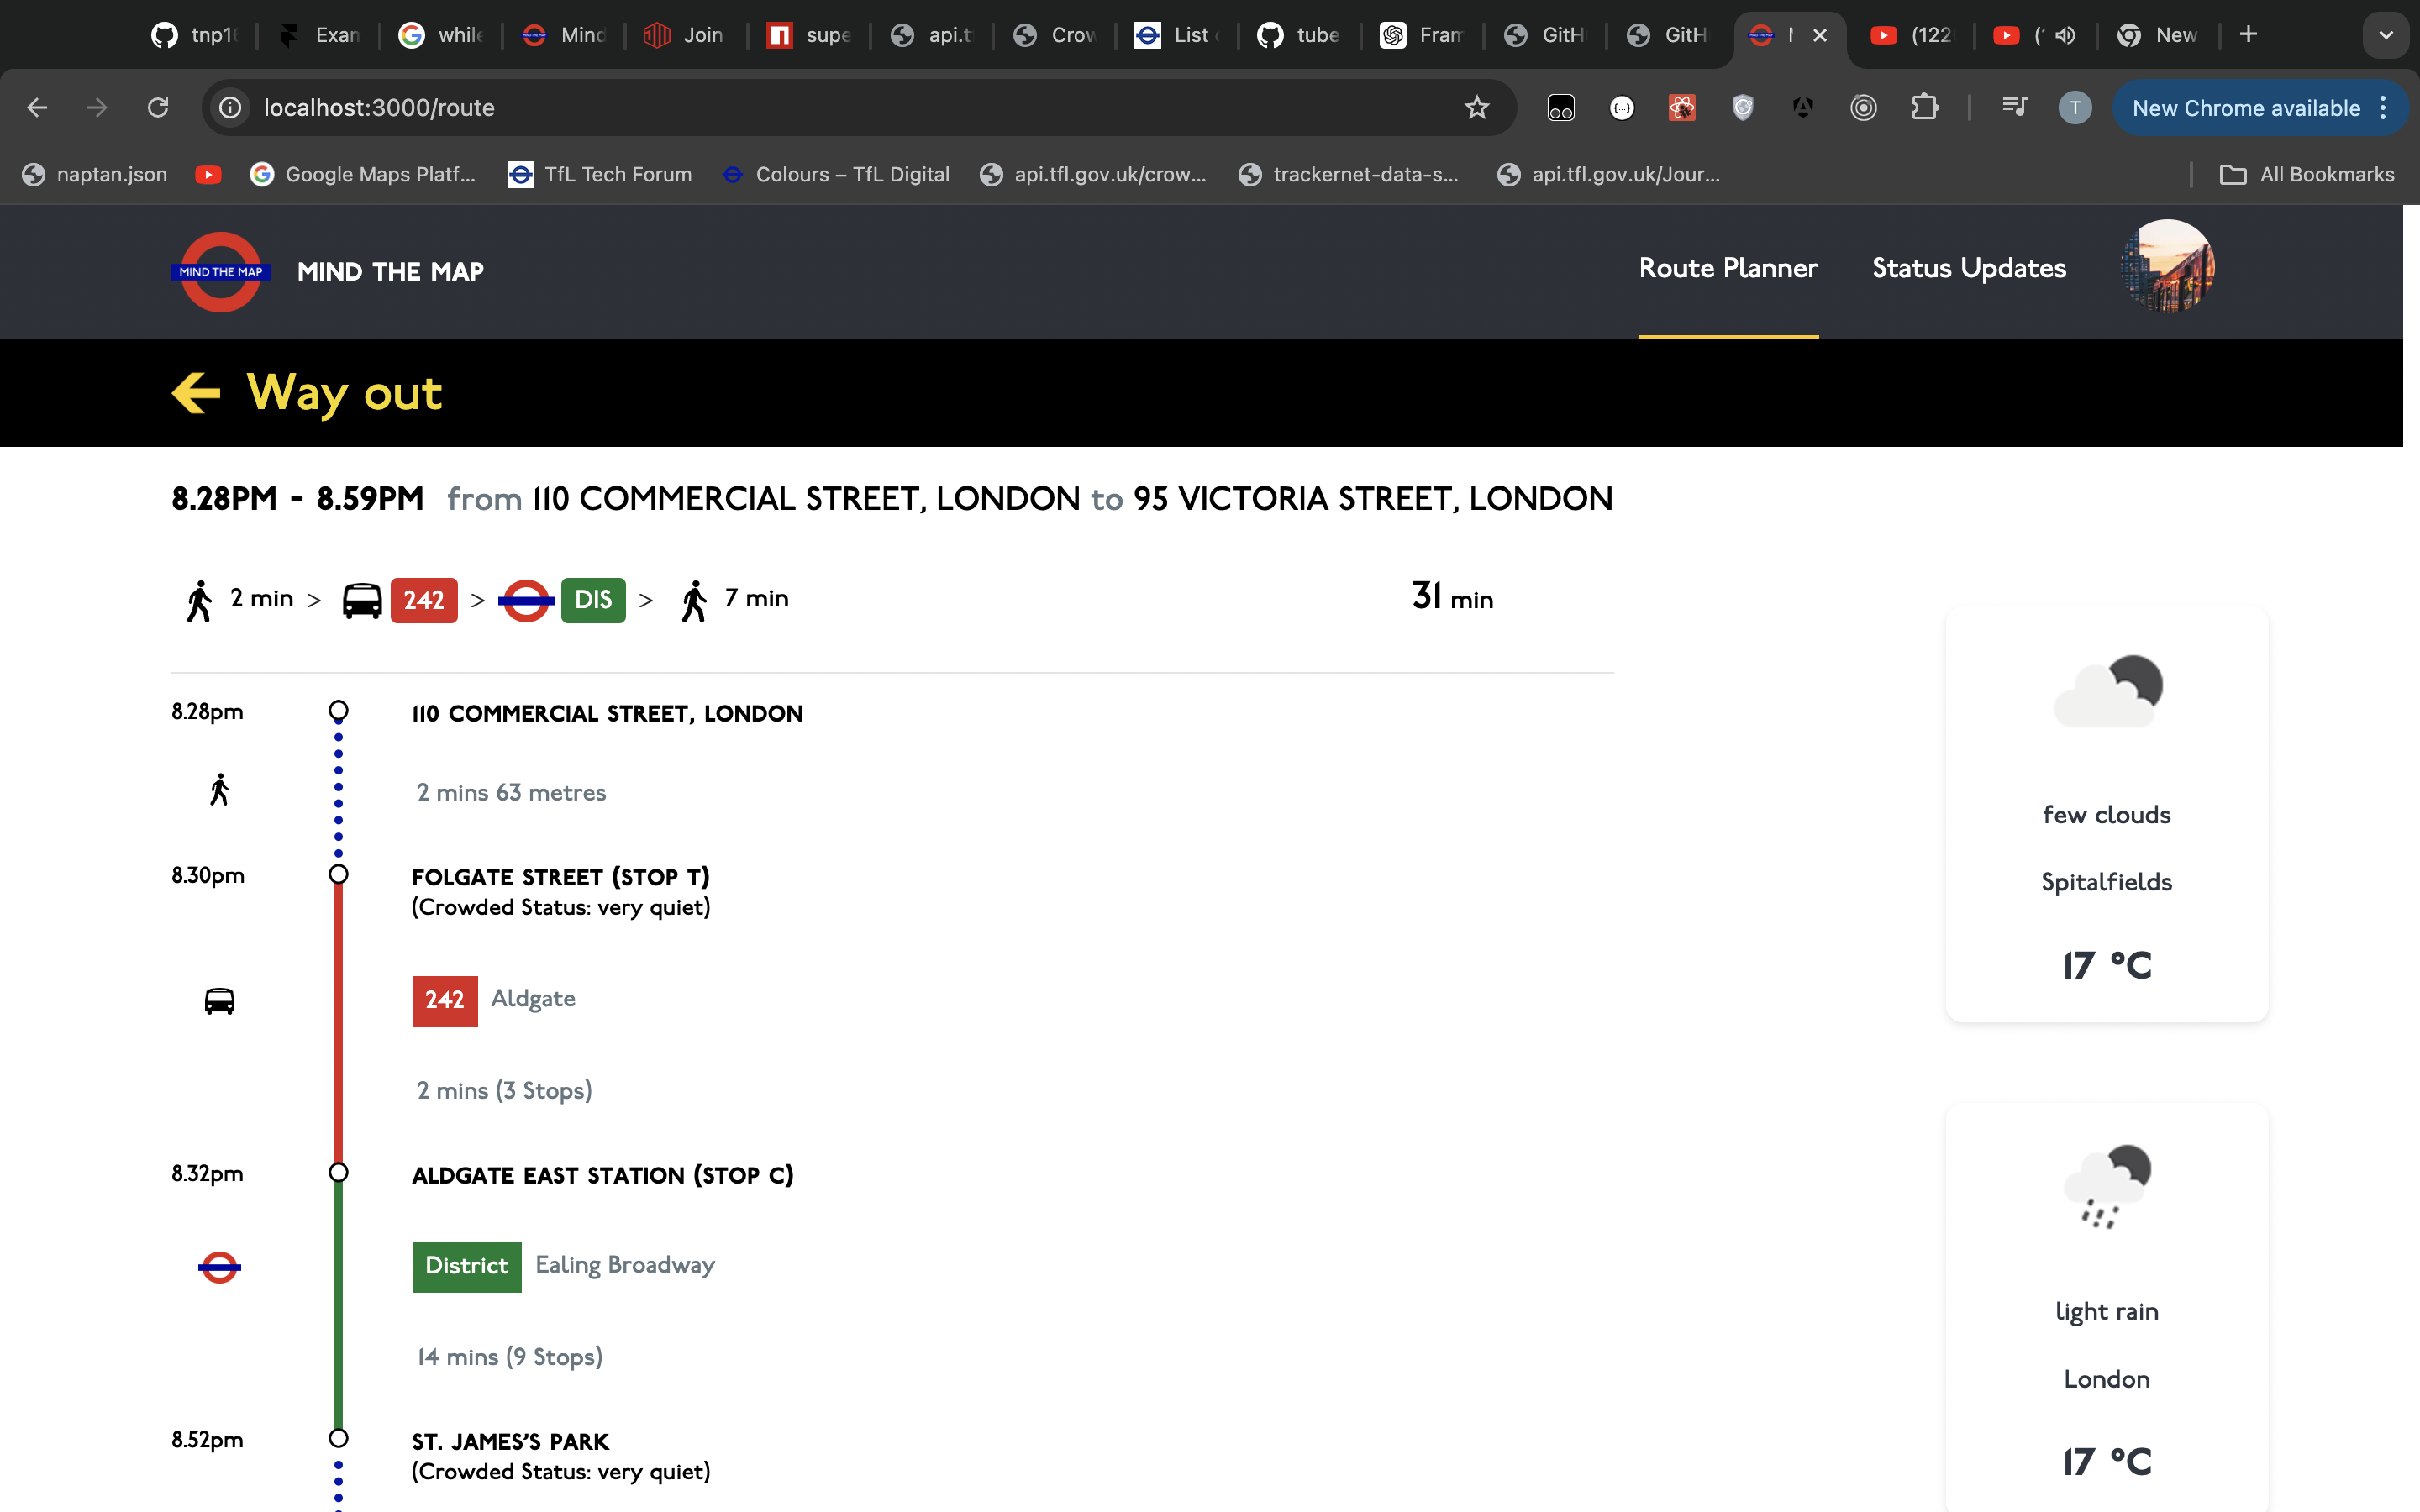 tnp1 Exam while Mind Join supe api.t Crow List tube Fram GitH GitH (122 New
localhost:3000/route
T New Chrome available
naptan.json Google Maps Platf... TfL Tech Forum Colours – TfL Digital api.tfl.gov.uk/crow... trackernet-data-s... api.tfl.gov.uk/Jour... All Bookmarks
MIND THE MAP MIND THE MAP Route Planner Status Updates
Way out
8.28PM - 8.59PM from 110 COMMERCIAL STREET, LONDON to 95 VICTORIA STREET, LONDON
2 min > 242 > DIS > 7 min 31 min
8.28pm 110 COMMERCIAL STREET, LONDON
2 mins 63 metres
few clouds
8.30pm FOLGATE STREET (STOP T)
(Crowded Status: very quiet)
Spitalfields
17 °C
242 Aldgate
2 mins (3 Stops)
8.32pm ALDGATE EAST STATION (STOP C)
District Ealing Broadway
light rain
14 mins (9 Stops)
London
8.52pm ST. JAMES'S PARK
(Crowded Status: very quiet)
17 °C